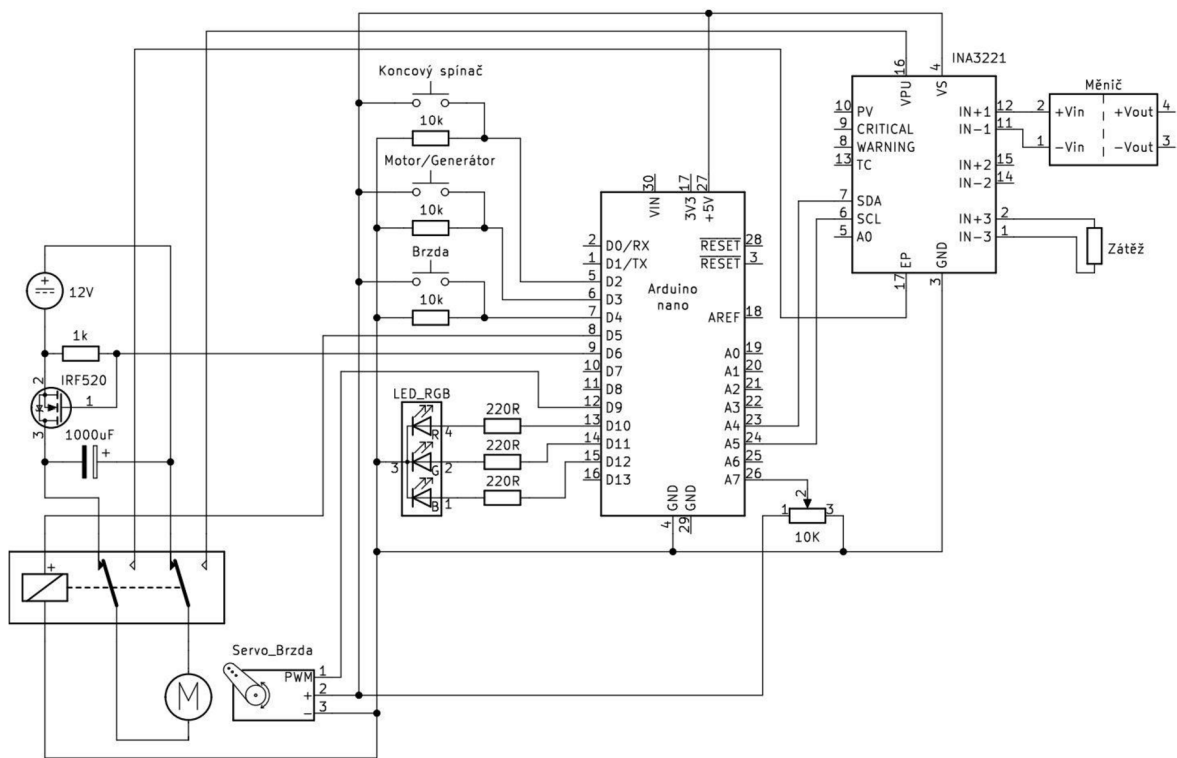 INA3221
16
4
VPU
VS
Měnič
10 PV
IN+1 12
2 +Vin
+Vout 4
9 CRITICAL
IN-1 11
8 WARNING
1 -Vin
-Vout 3
13 TC
IN+2 15
IN-2 14
7 SDA
6 SCL
IN+3 2
5 A0
IN-3 1
Zátěž
EP
GND
17
3
Koncový spínač
10k
Motor/Generátor
10k
Brzda
10k
30
17
27
VIN
3V3
+5V
2 D0/RX
RESET 28
1 D1/TX
RESET 3
5 D2
6 D3
Arduino
nano
7 D4
AREF 18
8 D5
9 D6
A0 19
10 D7
A1 20
11 D8
A2 21
12 D9
A3 22
13 D10
A4 23
14 D11
A5 24
15 D12
A6 25
16 D13
A7 26
GND
GND
4
29
12V
1k
2
IRF520
1
3
1000uF
+
LED_RGB
R 4
220R
3
G 2
220R
B 1
220R
2
1
3
10K
+
M
Servo_Brzda
PWM 1
+ 2
- 3